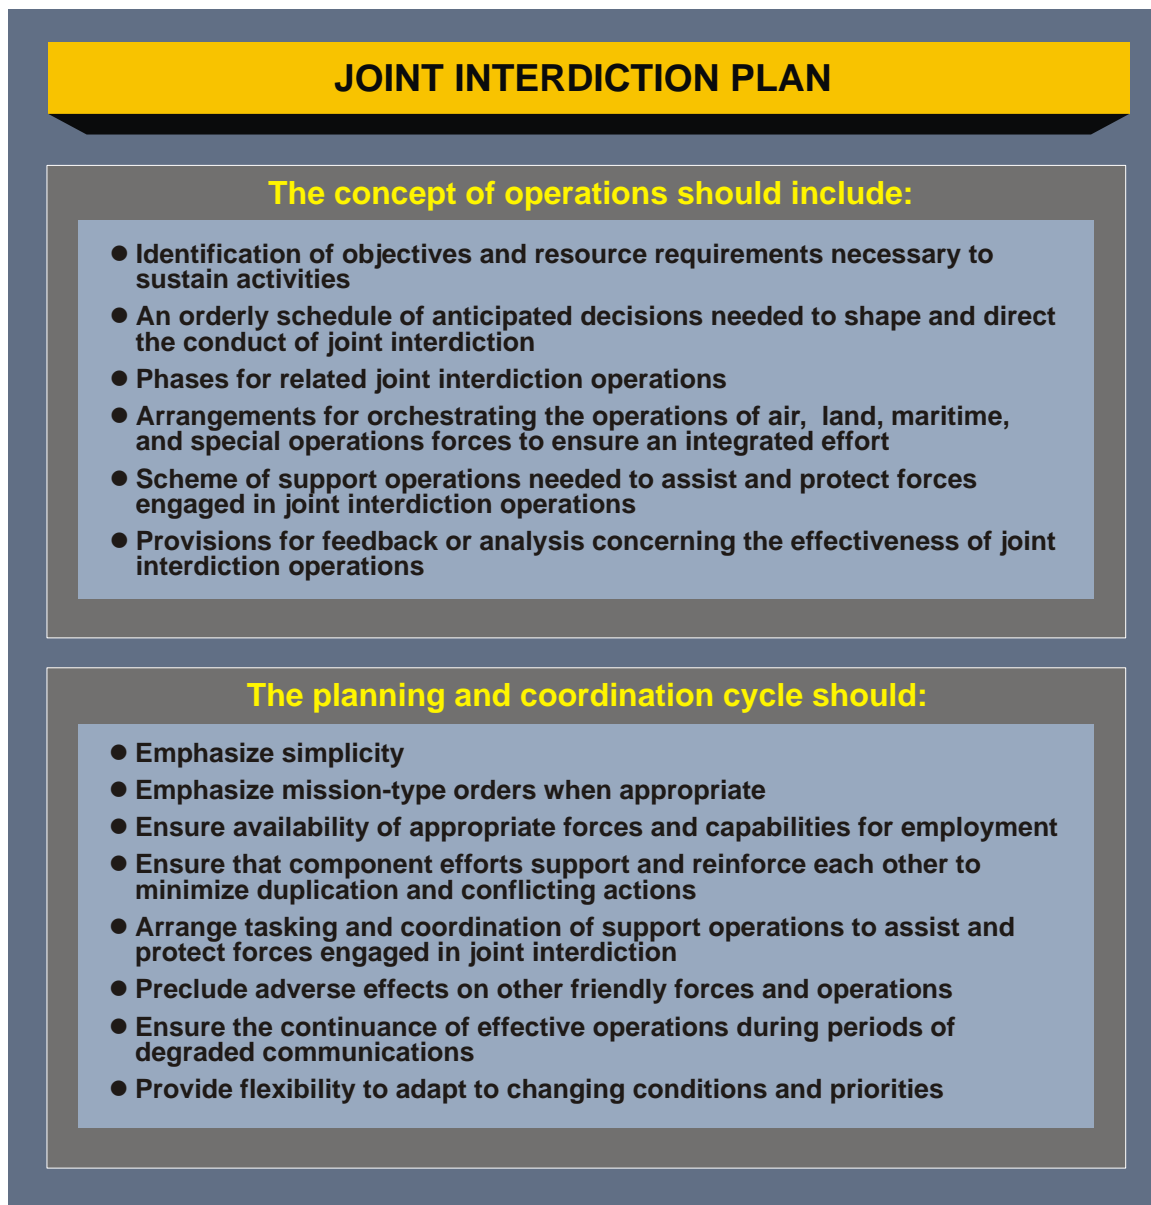 JOINT INTERDICTION PLAN
The concept of operations should include:
● Identification of objectives and resource requirements necessary to
sustain activities
● An orderly schedule of anticipated decisions needed to shape and direct
the conduct of joint interdiction
● Phases for related joint interdiction operations
● Arrangements for orchestrating the operations of air, land, maritime,
and special operations forces to ensure an integrated effort
● Scheme of support operations needed to assist and protect forces
engaged in joint interdiction operations
● Provisions for feedback or analysis concerning the effectiveness of joint
interdiction operations
The planning and coordination cycle should:
● Emphasize simplicity
● Emphasize mission-type orders when appropriate
● Ensure availability of appropriate forces and capabilities for employment
● Ensure that component efforts support and reinforce each other to
minimize duplication and conflicting actions
● Arrange tasking and coordination of support operations to assist and
protect forces engaged in joint interdiction
● Preclude adverse effects on other friendly forces and operations
● Ensure the continuance of effective operations during periods of
degraded communications
● Provide flexibility to adapt to changing conditions and priorities